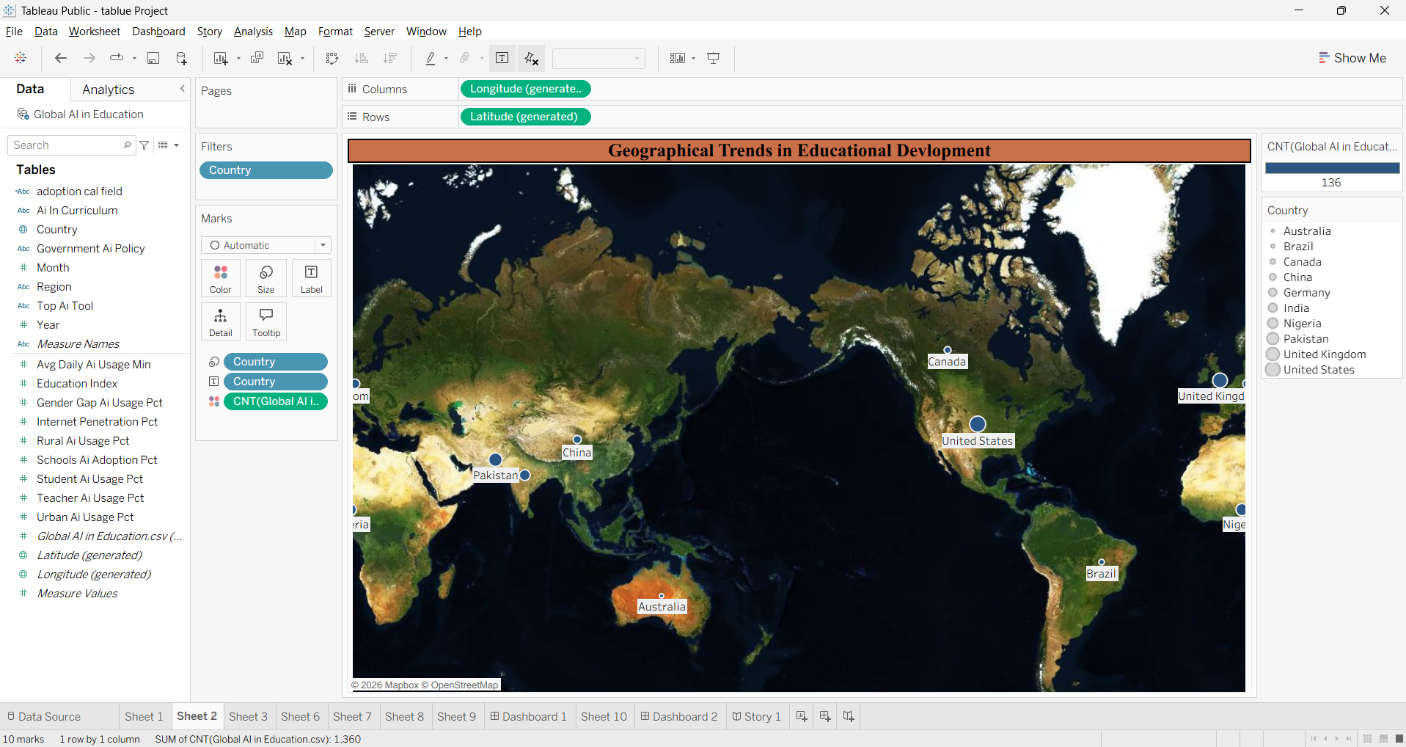 Tableau Public - tablue Project
File Data Worksheet Dashboard Story Analysis Map Format Server Window Help
Show Me
Data Analytics
Global AI in Education
Search
Tables
Abc adoption cal field
Abc Ai In Curriculum
Country
Abc Government Ai Policy
# Month
Abc Region
Abc Top Ai Tool
# Year
Abc Measure Names
# Avg Daily Ai Usage Min
# Education Index
# Gender Gap Ai Usage Pct
# Internet Penetration Pct
# Rural Ai Usage Pct
# Schools Ai Adoption Pct
# Student Ai Usage Pct
# Teacher Ai Usage Pct
# Urban Ai Usage Pct
# Global AI in Education.csv (...
Latitude (generated)
Longitude (generated)
# Measure Values
Pages
Filters
Country
Marks
Automatic
Color Size Label
Detail Tooltip
Country
Country
CNT(Global AI i..
Columns Longitude (generate..
Rows Latitude (generated)
Geographical Trends in Educational Devlopment
Canada
om
United Kingd
United States
China
Pakistan
eria
Nige
Brazil
Australia
© 2026 Mapbox © OpenStreetMap
CNT(Global AI in Educat...
136
Country
Australia
Brazil
Canada
China
Germany
India
Nigeria
Pakistan
United Kingdom
United States
Data Source Sheet 1 Sheet 2 Sheet 3 Sheet 6 Sheet 7 Sheet 8 Sheet 9 Dashboard 1 Sheet 10 Dashboard 2 Story 1
10 marks 1 row by 1 column SUM of CNT(Global AI in Education.csv): 1,360